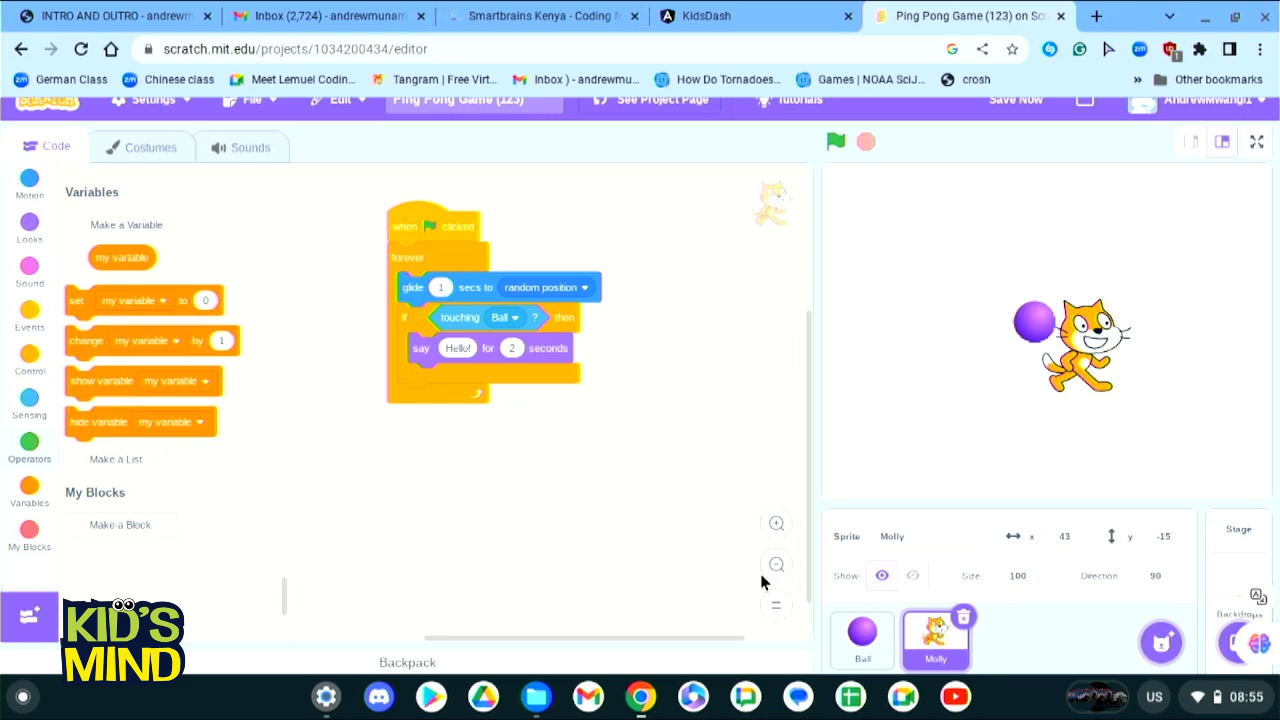 INTRO AND OUTRO - andrewm
Inbox (2,724) - andrewmunam
Smartbrains Kenya - Coding fo
KidsDash
Ping Pong Game (123) on Scr
scratch.mit.edu/projects/1034200434/editor
German Class
Chinese class
Meet Lemuel Codin...
Tangram | Free Virt...
Inbox ) - andrewmu...
How Do Tornadoes...
Games | NOAA SciJ...
crosh
Other bookmarks
Settings
File
Edit
Ping Pong Game (123)
See Project Page
Tutorials
Save Now
AndrewMwangi1
Code
Costumes
Sounds
Motion
Looks
Sound
Events
Control
Sensing
Operators
Variables
My Blocks
Variables
Make a Variable
my variable
set my variable to 0
change my variable by 1
show variable my variable
hide variable my variable
Make a List
My Blocks
Make a Block
when clicked
forever
glide 1 secs to random position
if touching Ball ? then
say Hello! for 2 seconds
Sprite Molly x 43 y -15
Show Size 100 Direction 90
Ball
Molly
Stage
Backdrops
Backpack
KID'S
MIND
US
08:55